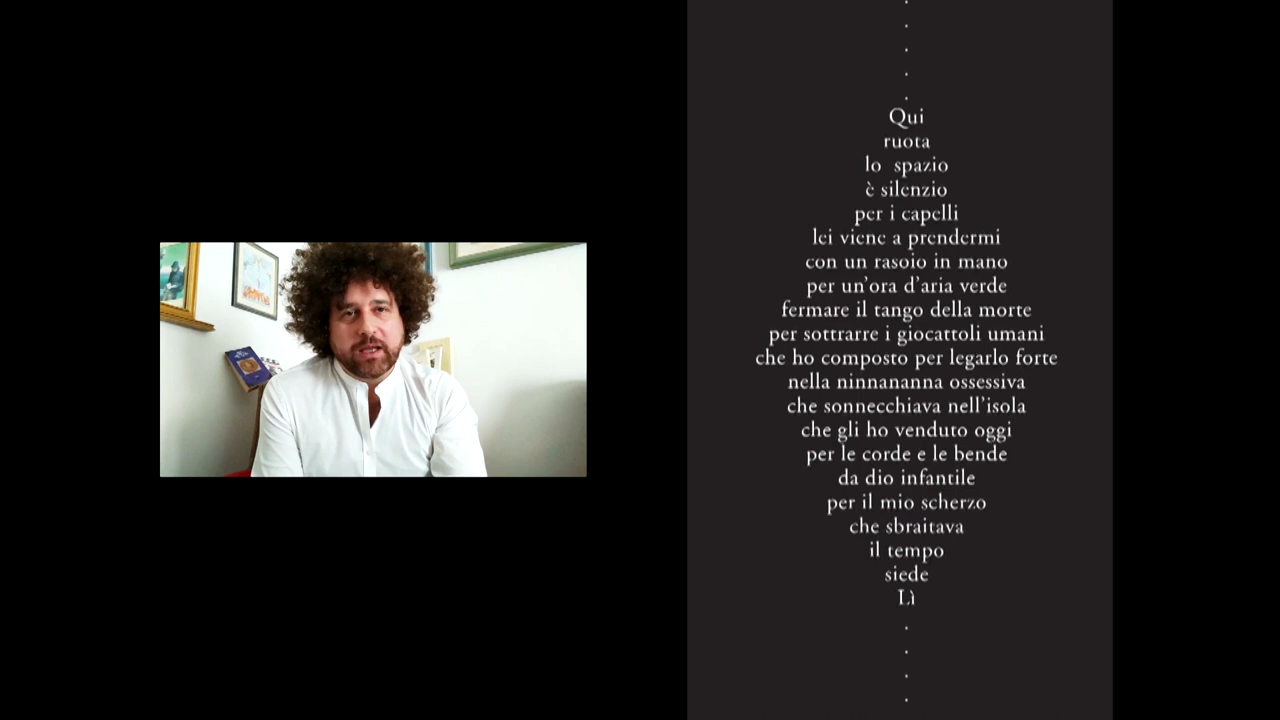 Qui
ruota
lo spazio
è silenzio
per i capelli
lei viene a prendermi
con un rasoio in mano
per un'ora d'aria verde
fermare il tango della morte
per sottrarre i giocattoli umani
che ho composto per legarlo forte
nella ninnananna ossessiva
che sonnecchiava nell'isola
che gli ho venduto oggi
per le corde e le bende
da dio infantile
per il mio scherzo
che sbraitava
il tempo
siede
Lì